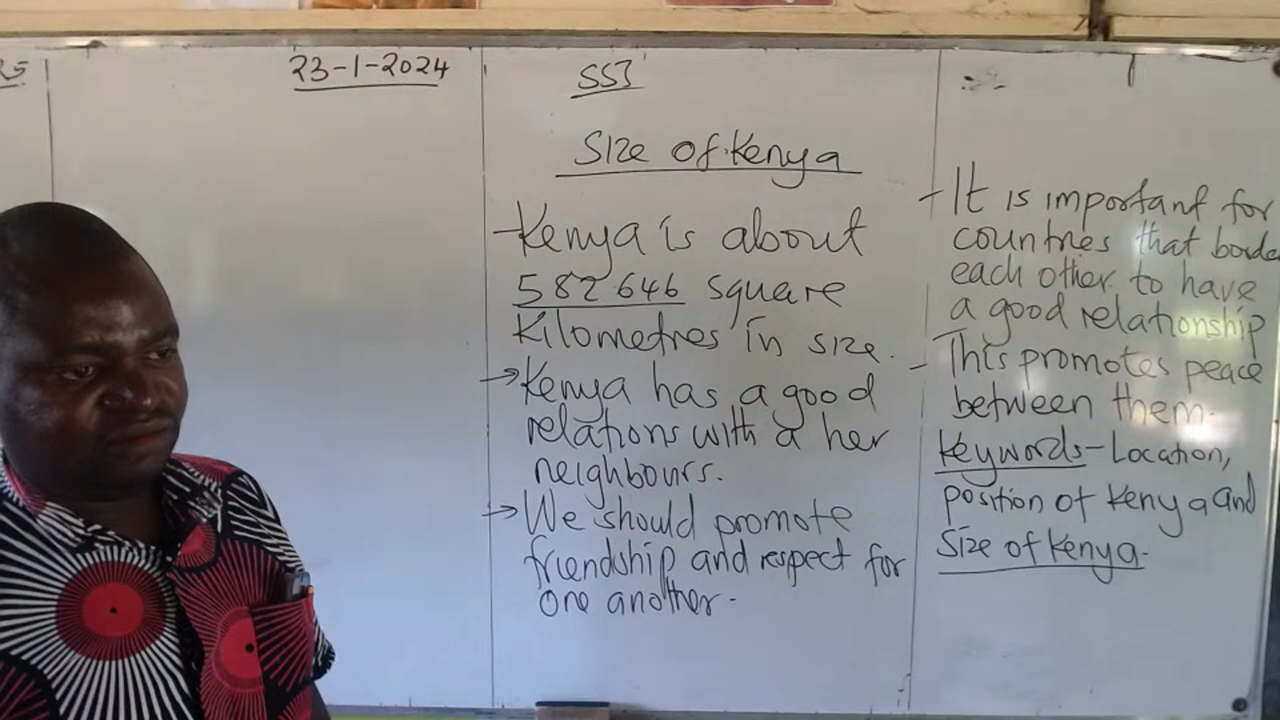 23-1-2024
SST
Size of Kenya
-Kenya is about
582 646 square
Kilometres in size.
→Kenya has a good
relations with a her
neighbours.
→We should promote
friendship and respect for
one another.
-It is important for
countries that borde
each other to have
a good relationship
- This promotes peace
between them.
Keywords-Location,
position of Kenya and
Size of Kenya.